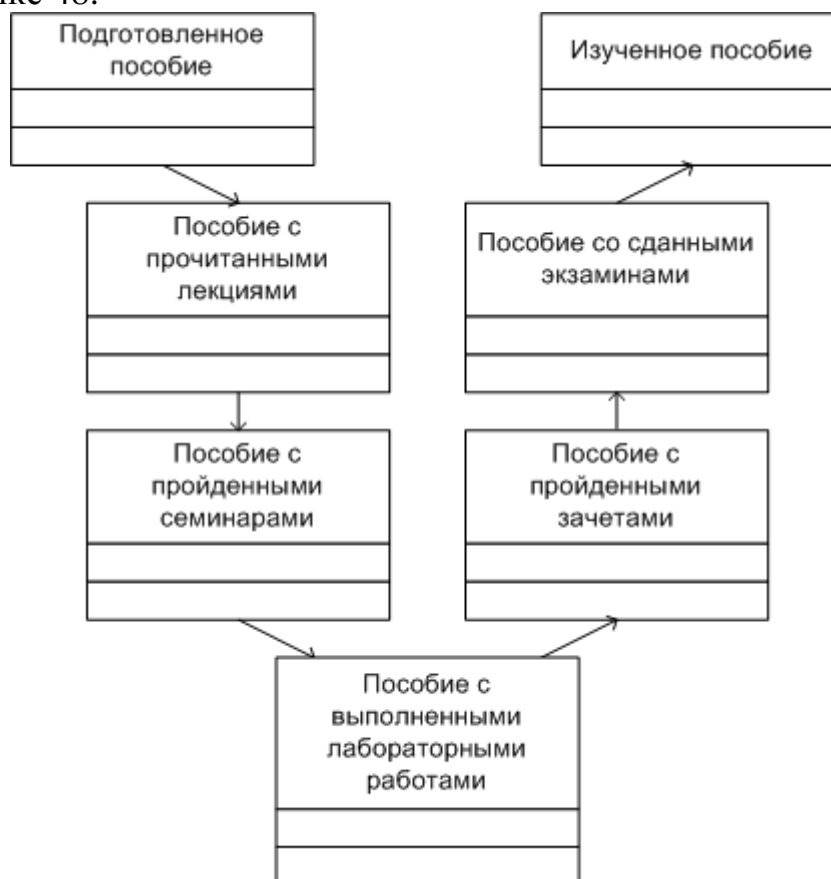 Подготовленное
пособие
Изученное пособие
Пособие с
прочитанными
лекциями
Пособие со сданными
экзаминами
Пособие с
пройденными
семинарами
Пособие с
пройденными
зачетами
Пособие с
выполненными
лабораторными
работами